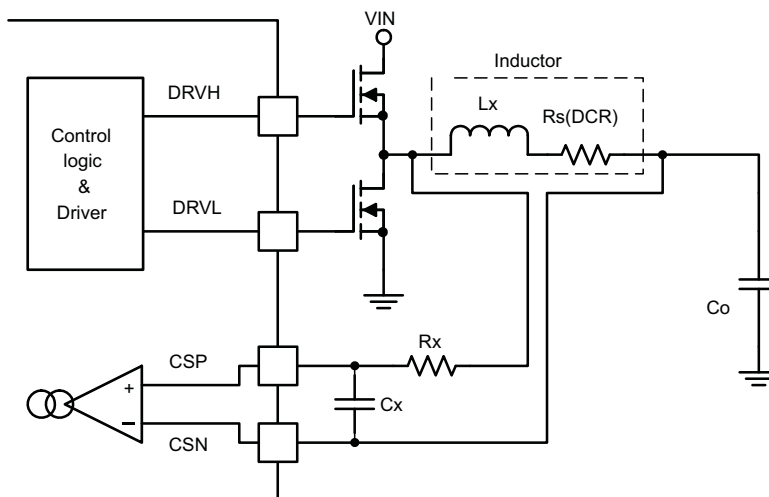 VIN
Inductor
DRVH
Lx
Rs(DCR)
Control
logic
&
Driver
DRVL
Co
Rx
CSP
+
Cx
−
CSN